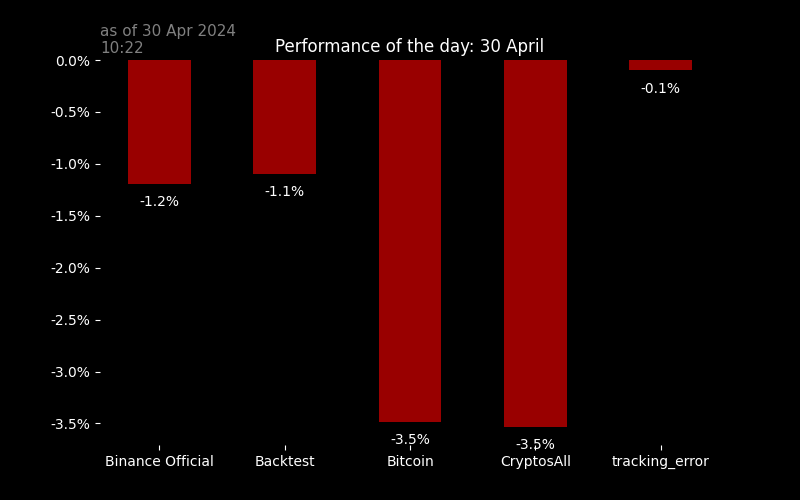 as of 30 Apr 2024
10:22
Performance of the day: 30 April
0.0%
-0.5%
-1.0%
-1.5%
-2.0%
-2.5%
-3.0%
-3.5%
-1.2%
-1.1%
-3.5%
-3.5%
-0.1%
Binance Official
Backtest
Bitcoin
CryptosAll
tracking_error